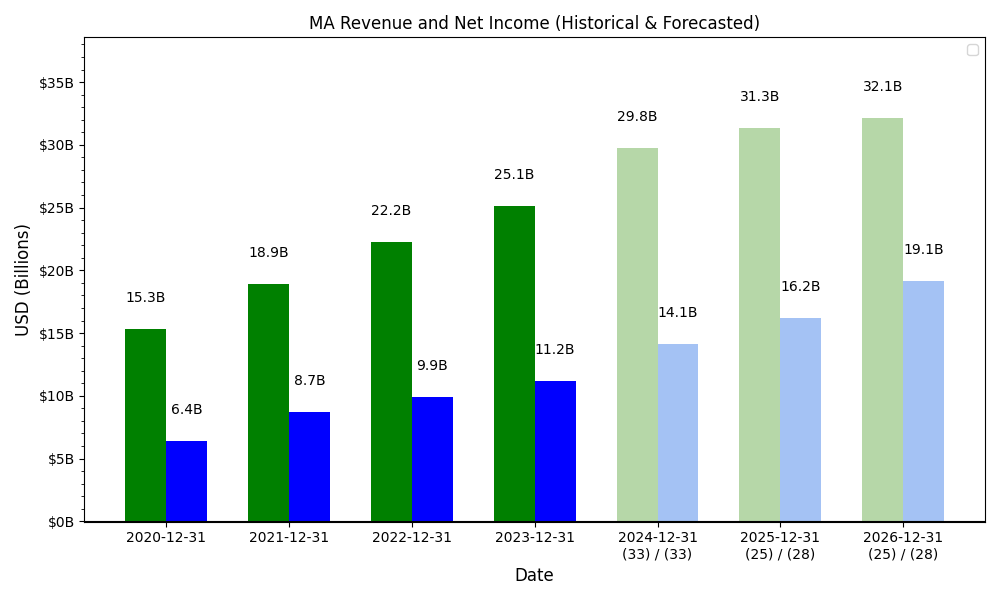 MA Revenue and Net Income (Historical & Forecasted)
USD (Billions)
$35B
$30B
$25B
$20B
$15B
$10B
$5B
$0B
15.3B
6.4B
18.9B
8.7B
22.2B
9.9B
25.1B
11.2B
29.8B
14.1B
31.3B
16.2B
32.1B
19.1B
2020-12-31
2021-12-31
2022-12-31
2023-12-31
2024-12-31
(33) / (33)
2025-12-31
(25) / (28)
2026-12-31
(25) / (28)
Date